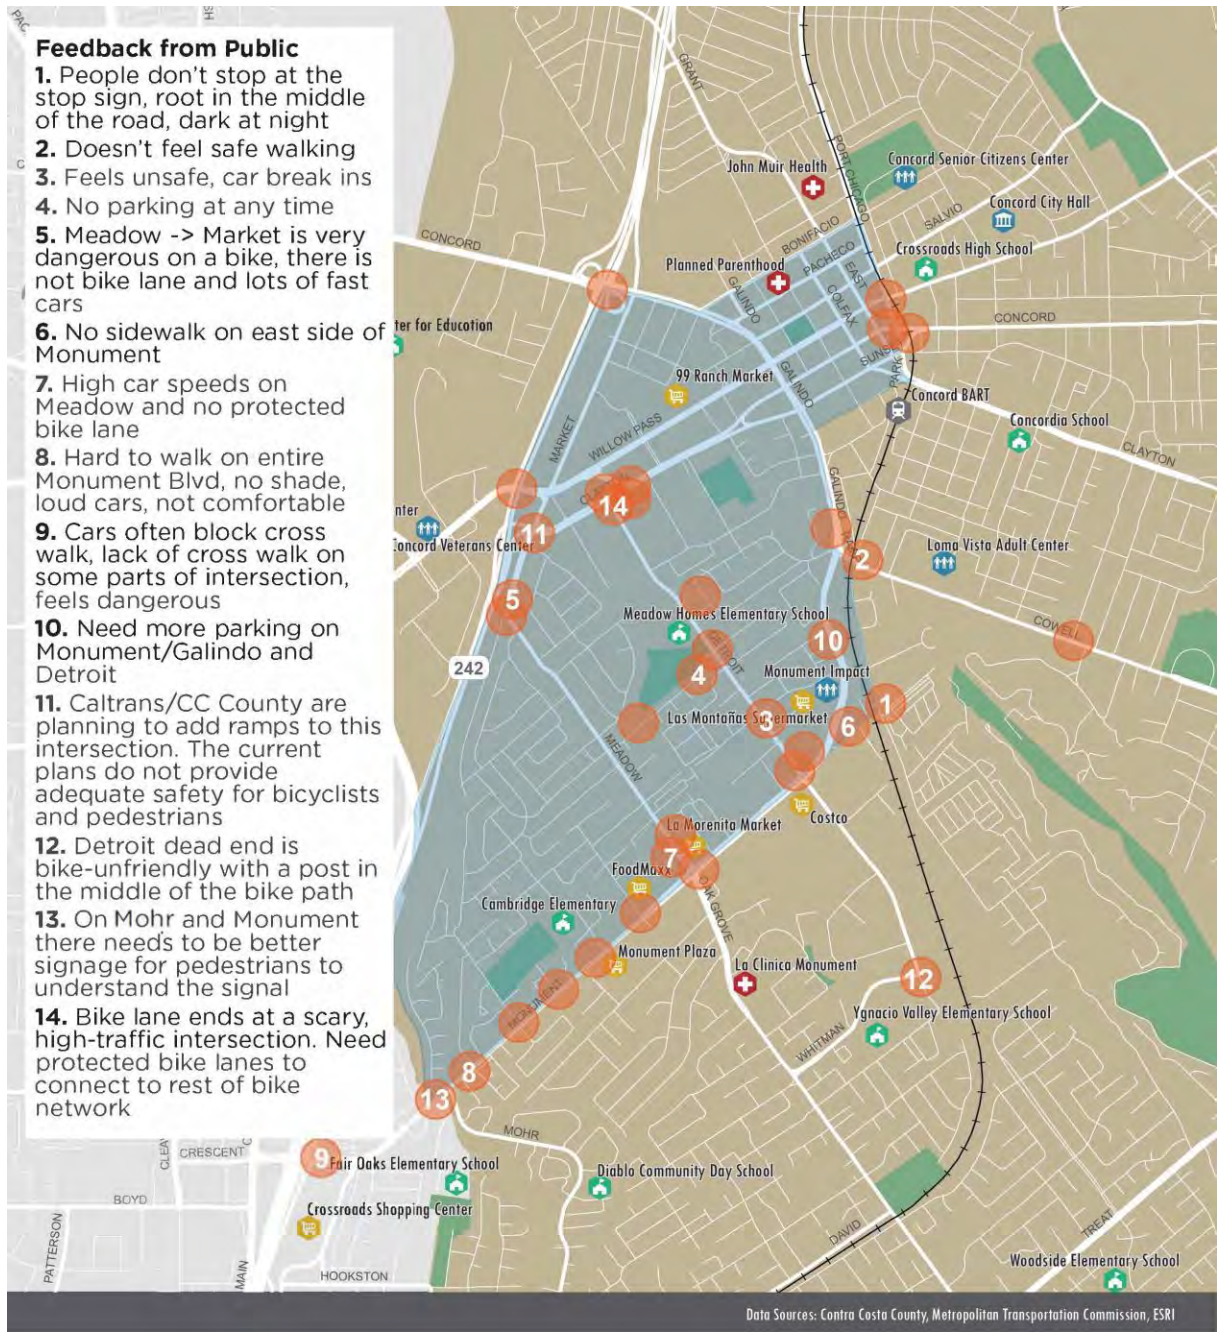 Feedback from Public
1. People don't stop at the
stop sign, root in the middle
of the road, dark at night
2. Doesn't feel safe walking
3. Feels unsafe, car break ins
4. No parking at any time
5. Meadow -> Market is very
dangerous on a bike, there is
not bike lane and lots of fast
cars
6. No sidewalk on east side of
Monument
7. High car speeds on
Meadow and no protected
bike lane
8. Hard to walk on entire
Monument Blvd, no shade,
loud cars, not comfortable
9. Cars often block cross
walk, lack of cross walk on
some parts of intersection,
feels dangerous
10. Need more parking on
Monument/Galindo and
Detroit
11. Caltrans/CC County are
planning to add ramps to this
intersection. The current
plans do not provide
adequate safety for bicyclists
and pedestrians
12. Detroit dead end is
bike-unfriendly with a post in
the middle of the bike path
13. On Mohr and Monument
there needs to be better
signage for pedestrians to
understand the signal
14. Bike lane ends at a scary,
high-traffic intersection. Need
protected bike lanes to
connect to rest of bike
network
GRANT
PORT CHICAGO
John Muir Health
Concord Senior Citizens Center
Concord City Hall
SALVIO
BONIFACIO
CONCORD
PACHECO
Crossroads High School
Planned Parenthood
EAST
GALINDO
COLFAX
CONCORD
ter for Education
SUNS
99 Ranch Market
GALINDO
PARK
Concord BART
Concordia School
MARKET
WILLOW PASS
CLAYTON
14
GALINDO
nter
11
Concord Veterans Center
2
Loma Vista Adult Center
5
Meadow Homes Elementary School
COWELL
10
DETROIT
242
4
Monument Impact
1
Las Montañas Supermarket
3
6
MEADOW
Costco
La Morenita Market
7
FoodMaxx
OAK GROVE
Cambridge Elementary
Monument Plaza
La Clinica Monument
12
MONUMENT
Ygnacio Valley Elementary School
WHITMAN
8
13
MOHR
CRESCENT
9
Fair Oaks Elementary School
Diablo Community Day School
BOYD
Crossroads Shopping Center
PATTERSON
MAIN
HOOKSTON
DAVID
TREAT
Woodside Elementary School
Data Sources: Contra Costa County, Metropolitan Transportation Commission, ESRI